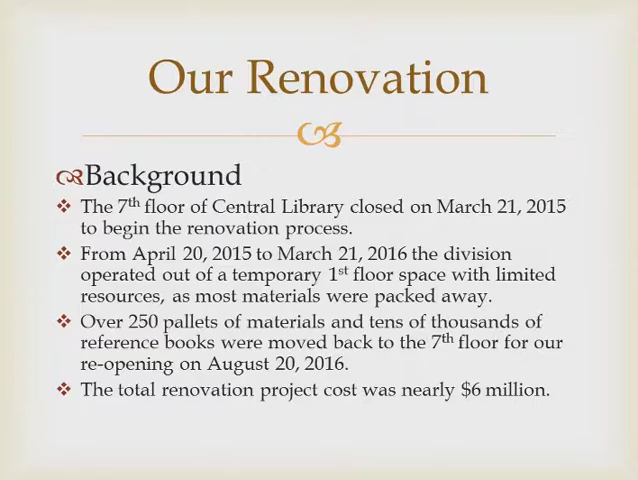 Our Renovation
Background
The 7th floor of Central Library closed on March 21, 2015
to begin the renovation process.
From April 20, 2015 to March 21, 2016 the division
operated out of a temporary 1st floor space with limited
resources, as most materials were packed away.
Over 250 pallets of materials and tens of thousands of
reference books were moved back to the 7th floor for our
re-opening on August 20, 2016.
The total renovation project cost was nearly $6 million.